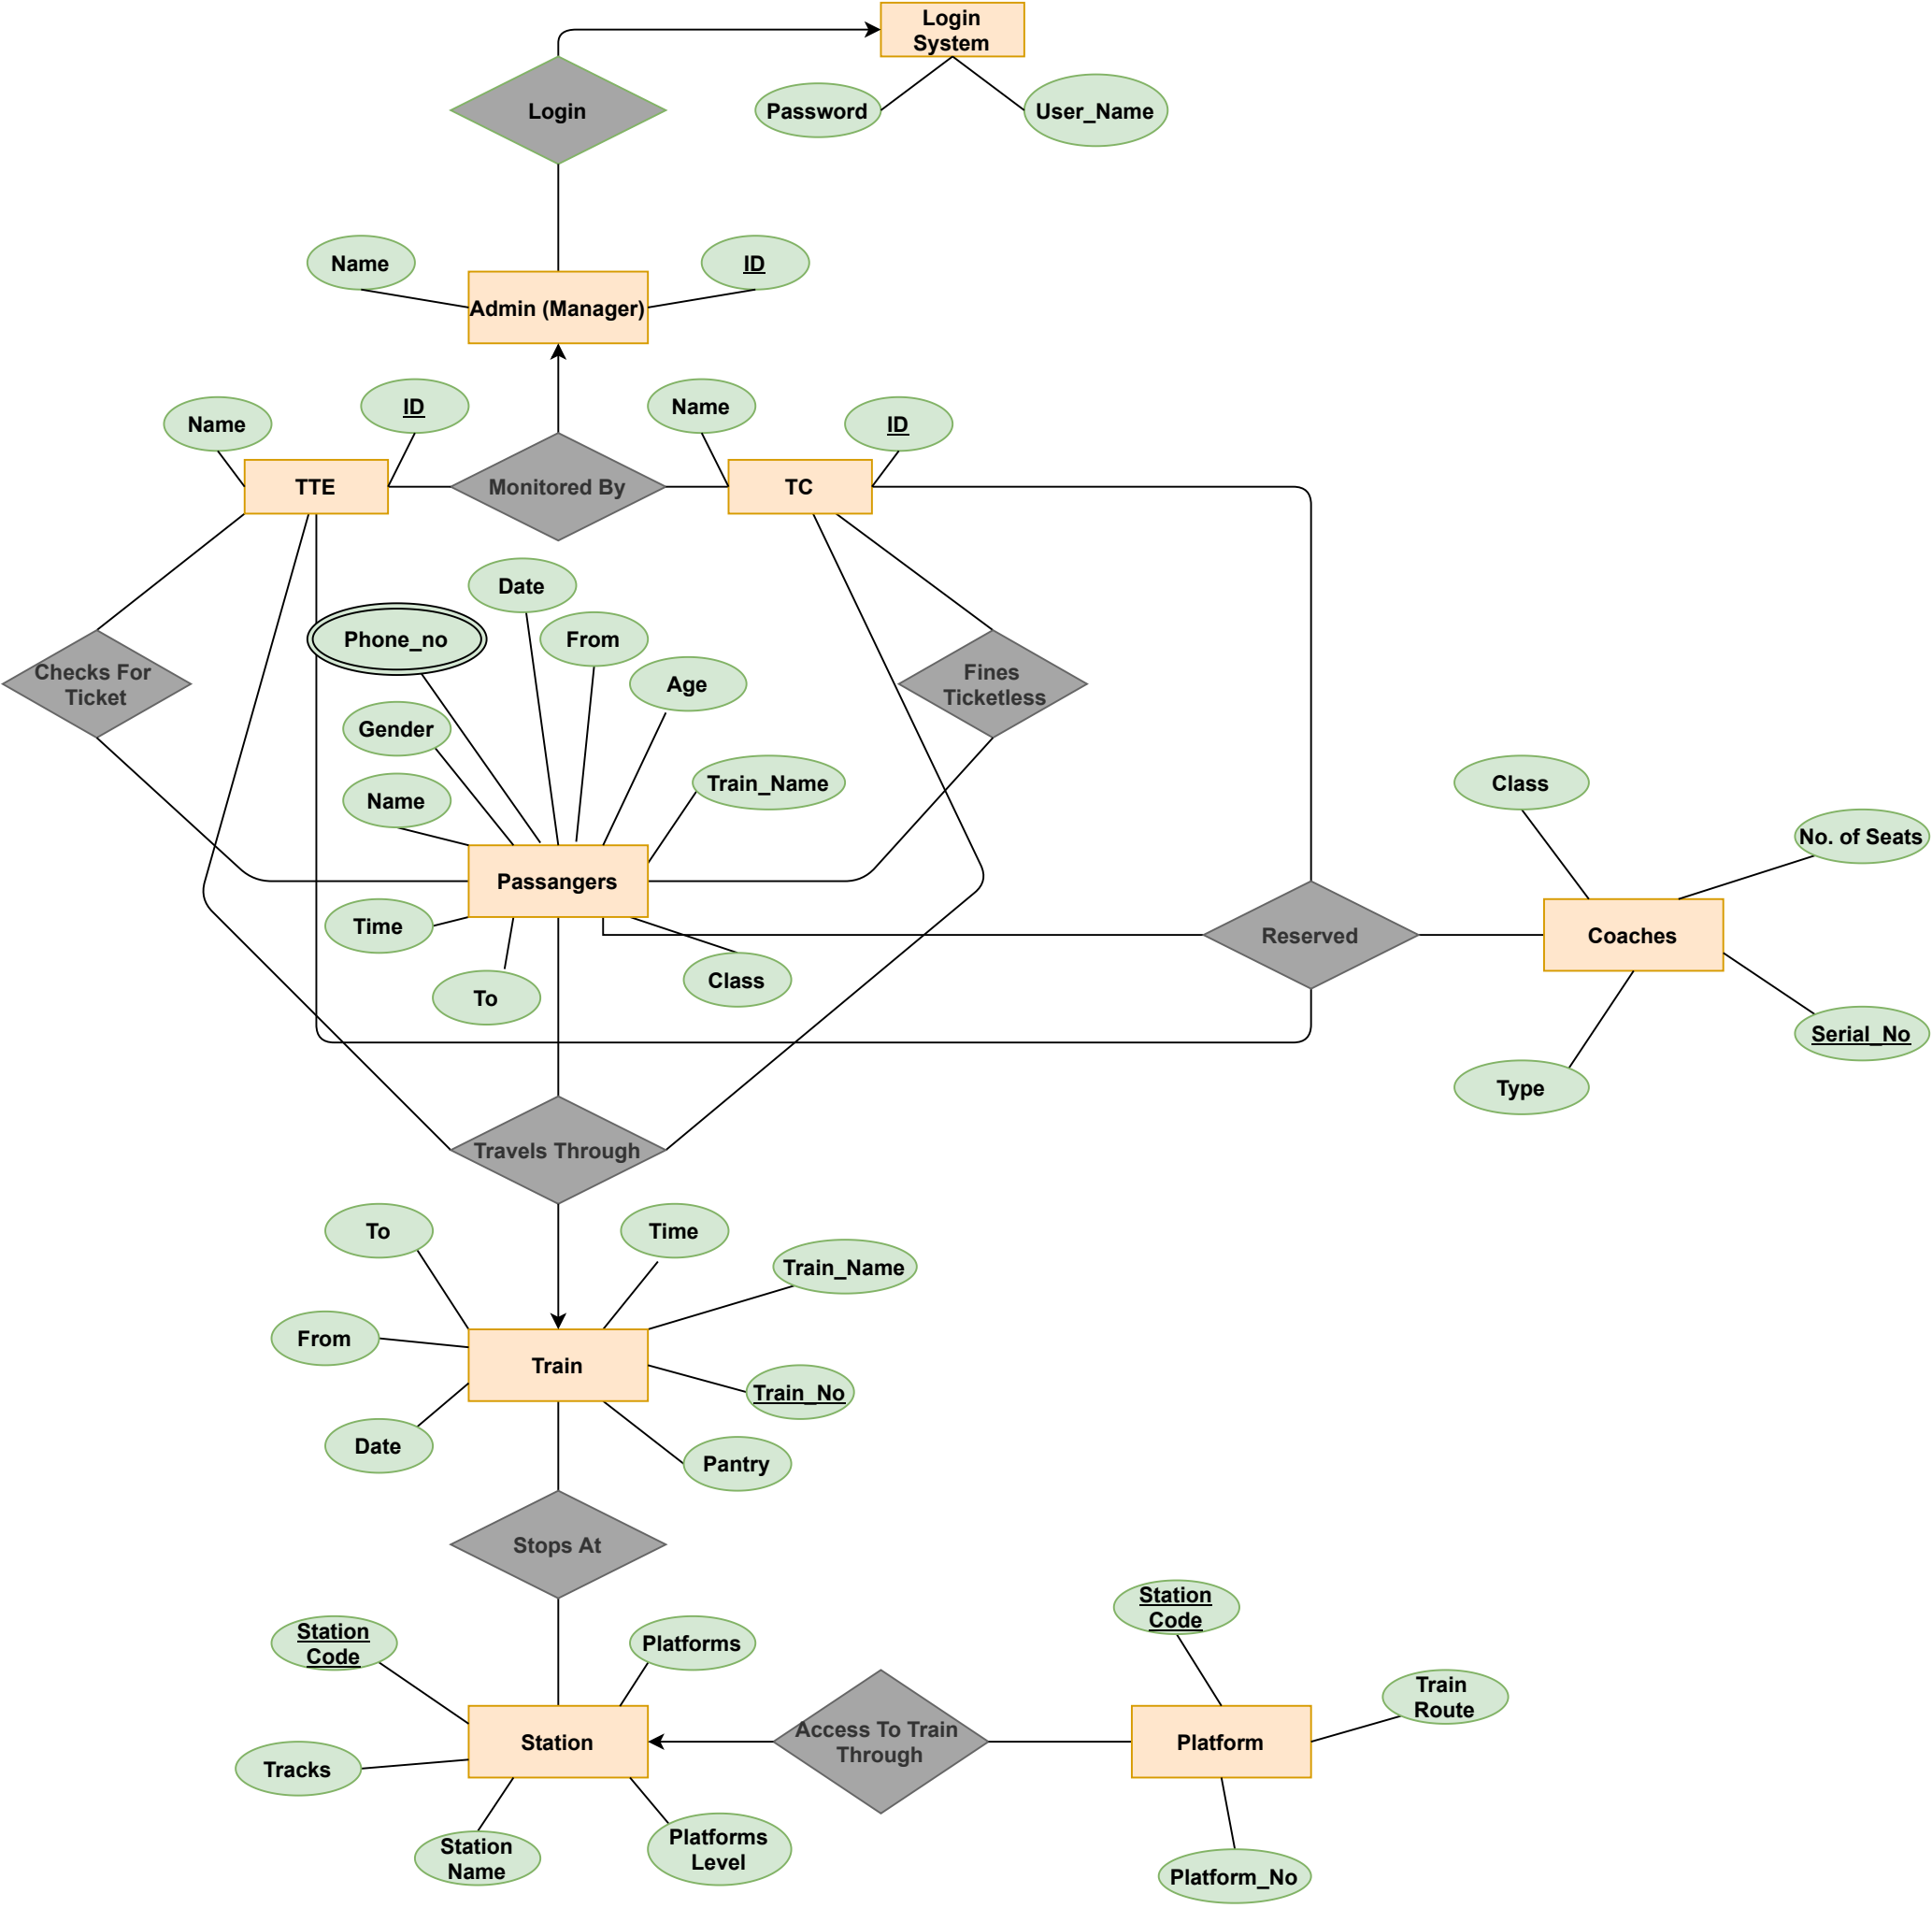 Login
System
Login
Password
User_Name
Name
ID
Admin (Manager)
Name
ID
Name
ID
TTE
Monitored By
TC
Date
Phone_no
From
Checks For
Ticket
Age
Fines
Ticketless
Gender
Train_Name
Class
Name
No. of Seats
Passangers
Time
Reserved
Coaches
Class
To
Serial_No
Type
Travels Through
To
Time
Train_Name
From
Train
Train_No
Date
Pantry
Stops At
Station
Code
Station
Code
Platforms
Train
Route
Station
Access To Train
Through
Platform
Tracks
Station
Name
Platforms
Level
Platform_No